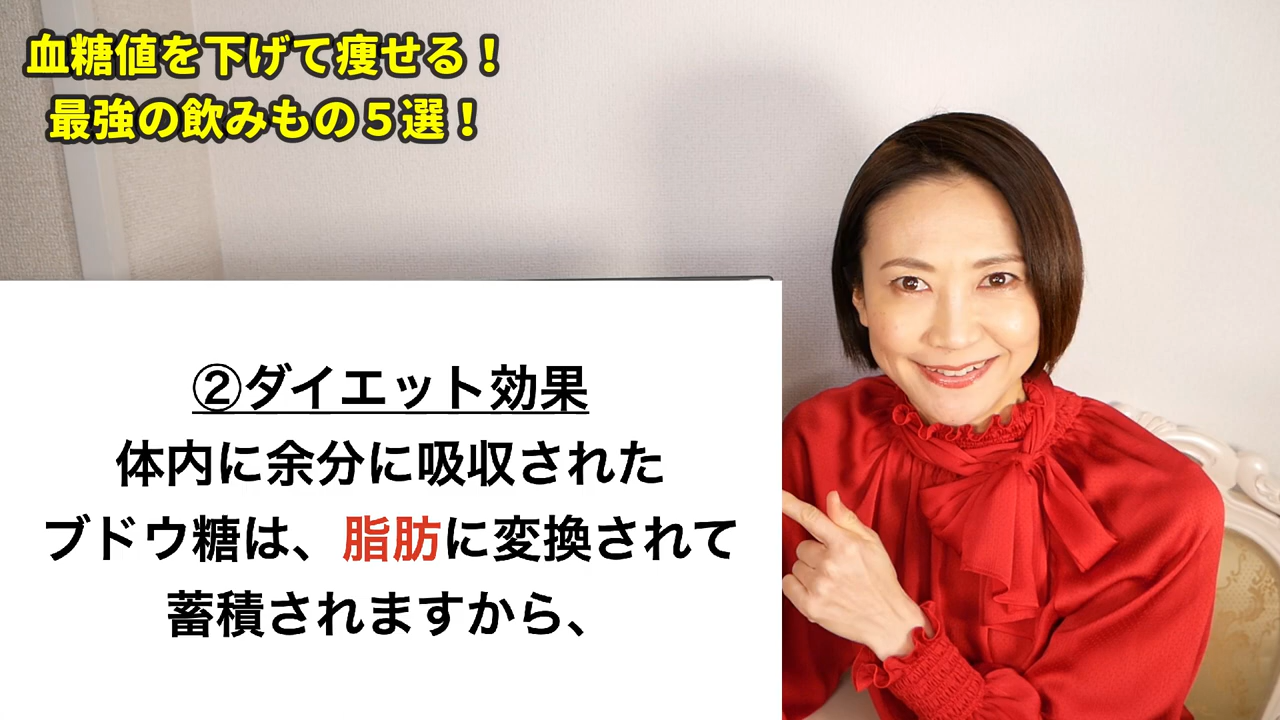 血糖値を下げて痩せる！
最強の飲みもの５選！
②ダイエット効果
体内に余分に吸収された
ブドウ糖は、脂肪に変換されて
蓄積されますから、